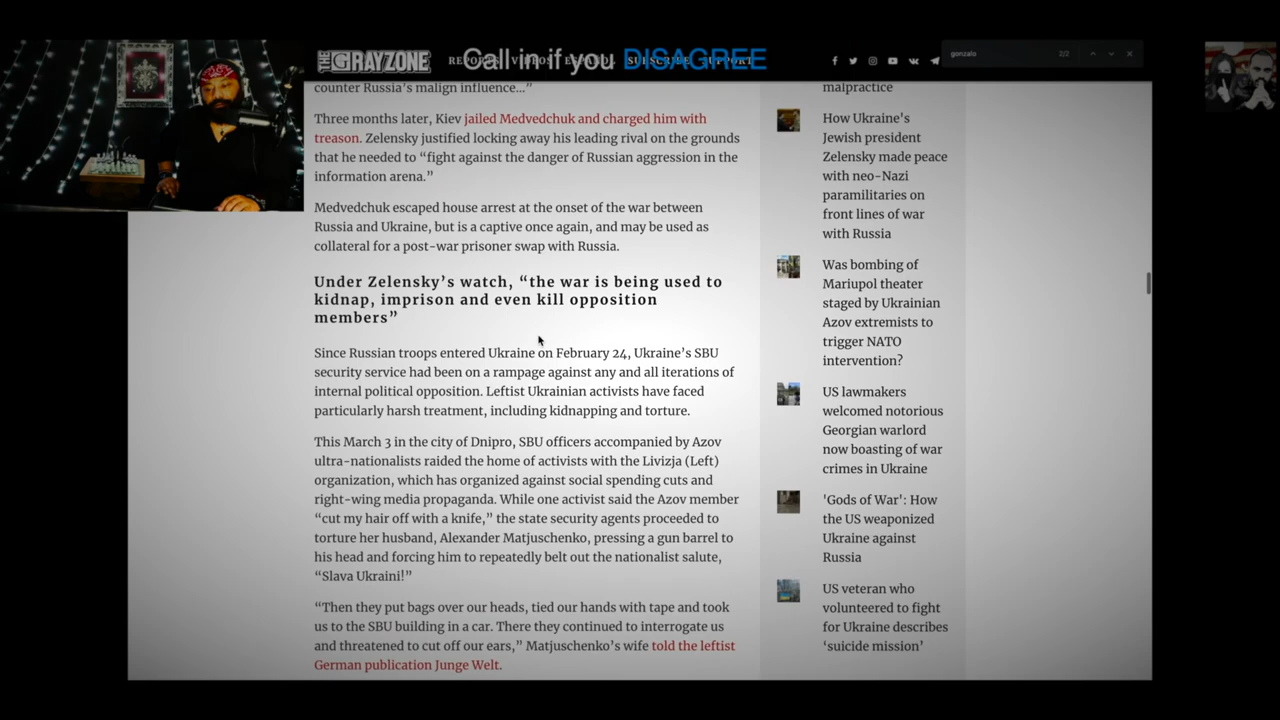 Call in if you DISAGREE
THE GRAYZONE
REPORTS VIDEOS ESPAÑOL SUBSCRIBE SUPPORT
gonzalo
2/2
counter Russia's malign influence…”
Three months later, Kiev jailed Medvedchuk and charged him with
treason. Zelensky justified locking away his leading rival on the grounds
that he needed to “fight against the danger of Russian aggression in the
information arena.”
Medvedchuk escaped house arrest at the onset of the war between
Russia and Ukraine, but is a captive once again, and may be used as
collateral for a post-war prisoner swap with Russia.
Under Zelensky's watch, “the war is being used to
kidnap, imprison and even kill opposition
members”
Since Russian troops entered Ukraine on February 24, Ukraine's SBU
security service had been on a rampage against any and all iterations of
internal political opposition. Leftist Ukrainian activists have faced
particularly harsh treatment, including kidnapping and torture.
This March 3 in the city of Dnipro, SBU officers accompanied by Azov
ultra-nationalists raided the home of activists with the Livizja (Left)
organization, which has organized against social spending cuts and
right-wing media propaganda. While one activist said the Azov member
“cut my hair off with a knife,” the state security agents proceeded to
torture her husband, Alexander Matjuschenko, pressing a gun barrel to
his head and forcing him to repeatedly belt out the nationalist salute,
“Slava Ukraini!”
“Then they put bags over our heads, tied our hands with tape and took
us to the SBU building in a car. There they continued to interrogate us
and threatened to cut off our ears,” Matjuschenko's wife told the leftist
German publication Junge Welt.
malpractice
How Ukraine's
Jewish president
Zelensky made peace
with neo-Nazi
paramilitaries on
front lines of war
with Russia
Was bombing of
Mariupol theater
staged by Ukrainian
Azov extremists to
trigger NATO
intervention?
US lawmakers
welcomed notorious
Georgian warlord
now boasting of war
crimes in Ukraine
'Gods of War': How
the US weaponized
Ukraine against
Russia
US veteran who
volunteered to fight
for Ukraine describes
‘suicide mission’